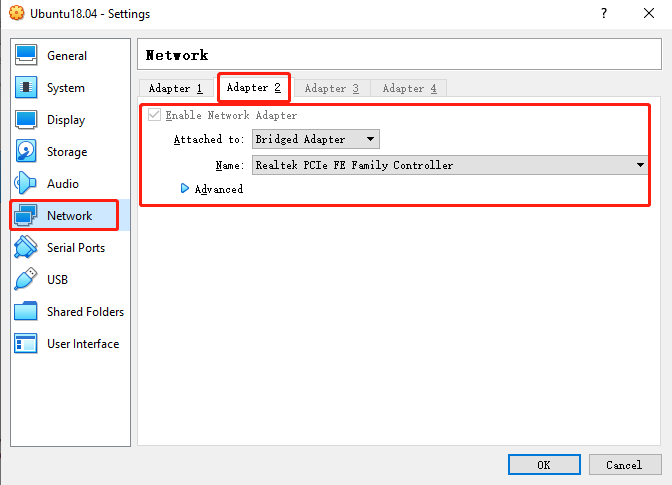 Ubuntu18.04 - Settings
General
System
Display
Storage
Audio
Network
Serial Ports
USB
Shared Folders
User Interface
Network
Adapter 1 Adapter 2 Adapter 3 Adapter 4
Enable Network Adapter
Attached to: Bridged Adapter
Name: Realtek PCIe FE Family Controller
Advanced
OK Cancel